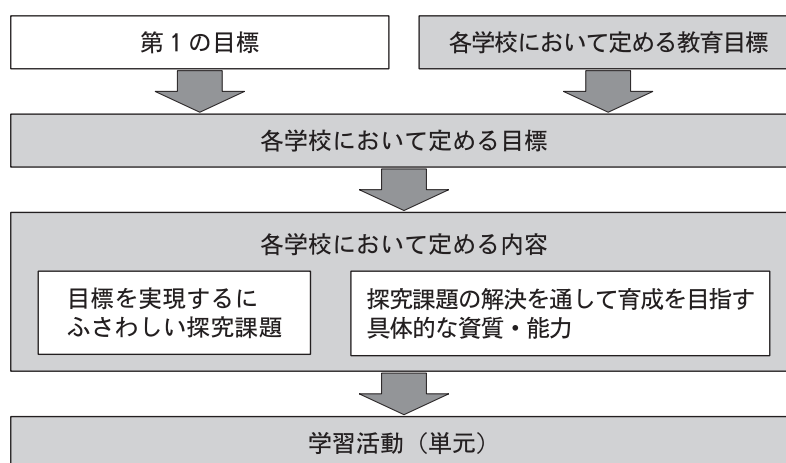 第1の目標
各学校において定める教育目標
各学校において定める目標
各学校において定める内容
目標を実現するに
ふさわしい探究課題
探究課題の解決を通して育成を目指す
具体的な資質・能力
学習活動（単元）